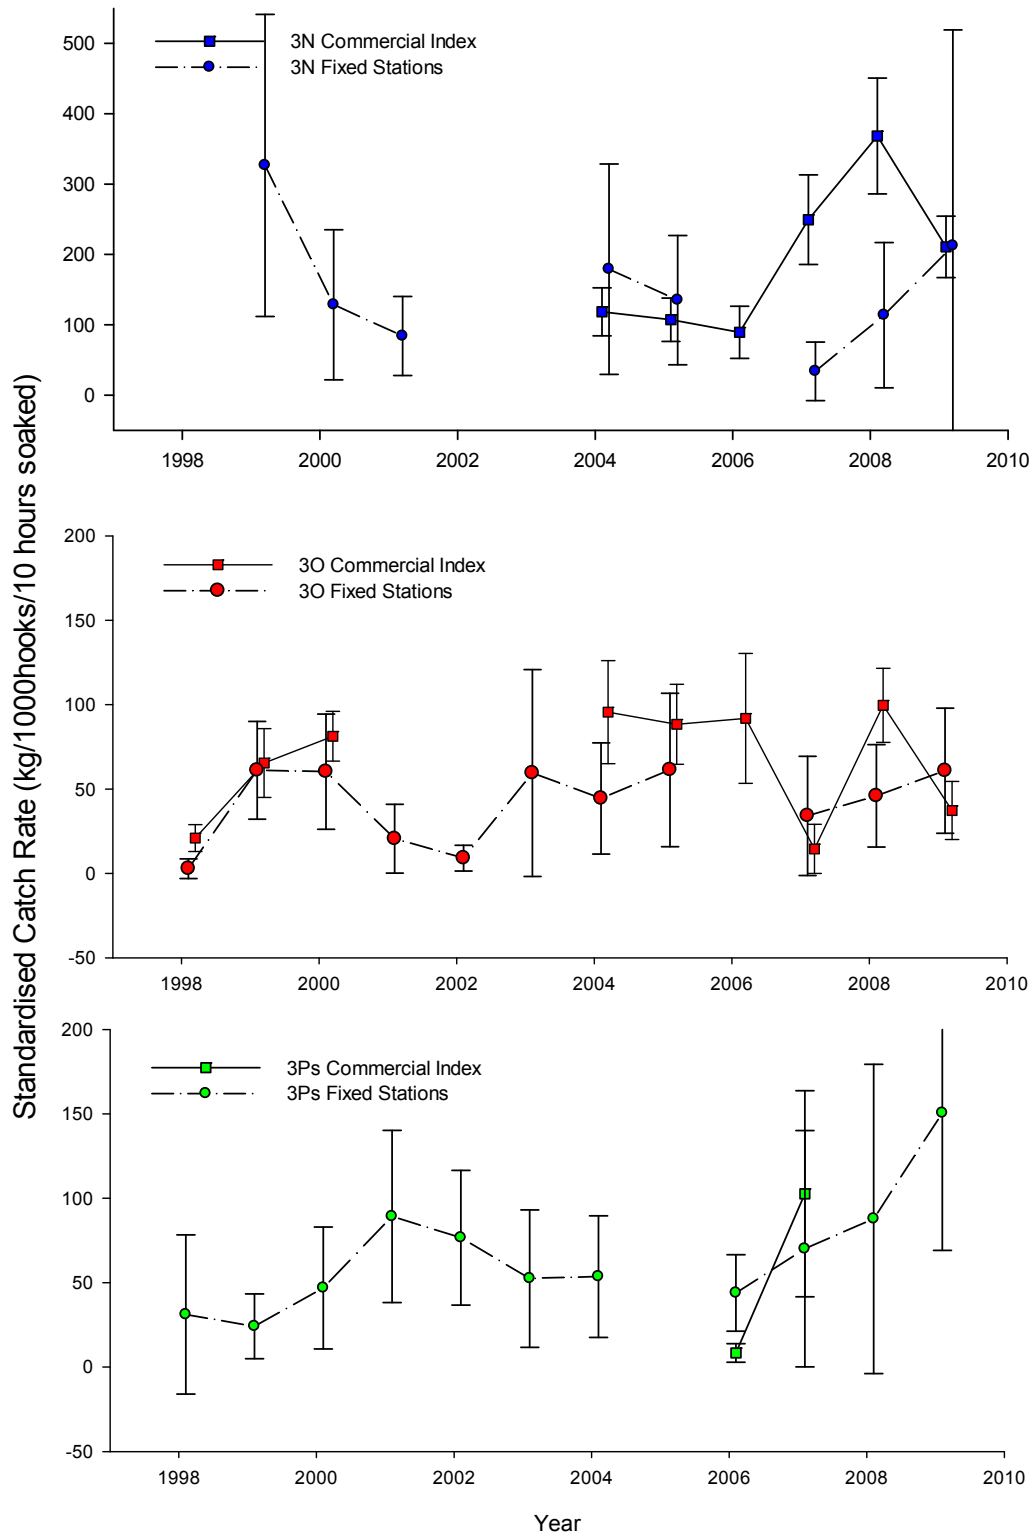 Standardised Catch Rate (kg/1000hooks/10 hours soaked)
3N Commercial Index
3N Fixed Stations
500
400
300
200
100
0
1998 2000 2002 2004 2006 2008 2010
3O Commercial Index
3O Fixed Stations
200
150
100
50
0
-50
1998 2000 2002 2004 2006 2008 2010
3Ps Commercial Index
3Ps Fixed Stations
200
150
100
50
0
-50
1998 2000 2002 2004 2006 2008 2010
Year